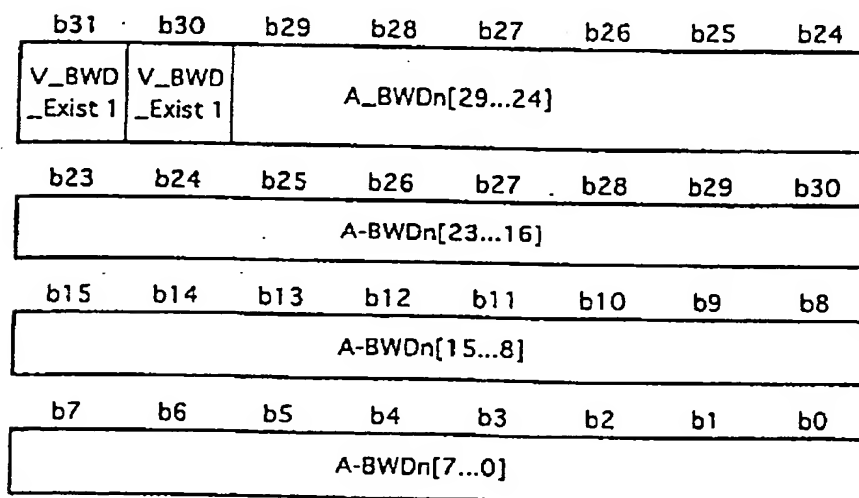 b31 b30 b29 b28 b27 b26 b25 b24
V_BWD V_BWD
_Exist 1 _Exist 1 A_BWDn[29...24]
b23 b24 b25 b26 b27 b28 b29 b30
A-BWDn[23...16]
b15 b14 b13 b12 b11 b10 b9 b8
A-BWDn[15...8]
b7 b6 b5 b4 b3 b2 b1 b0
A-BWDn[7...0]